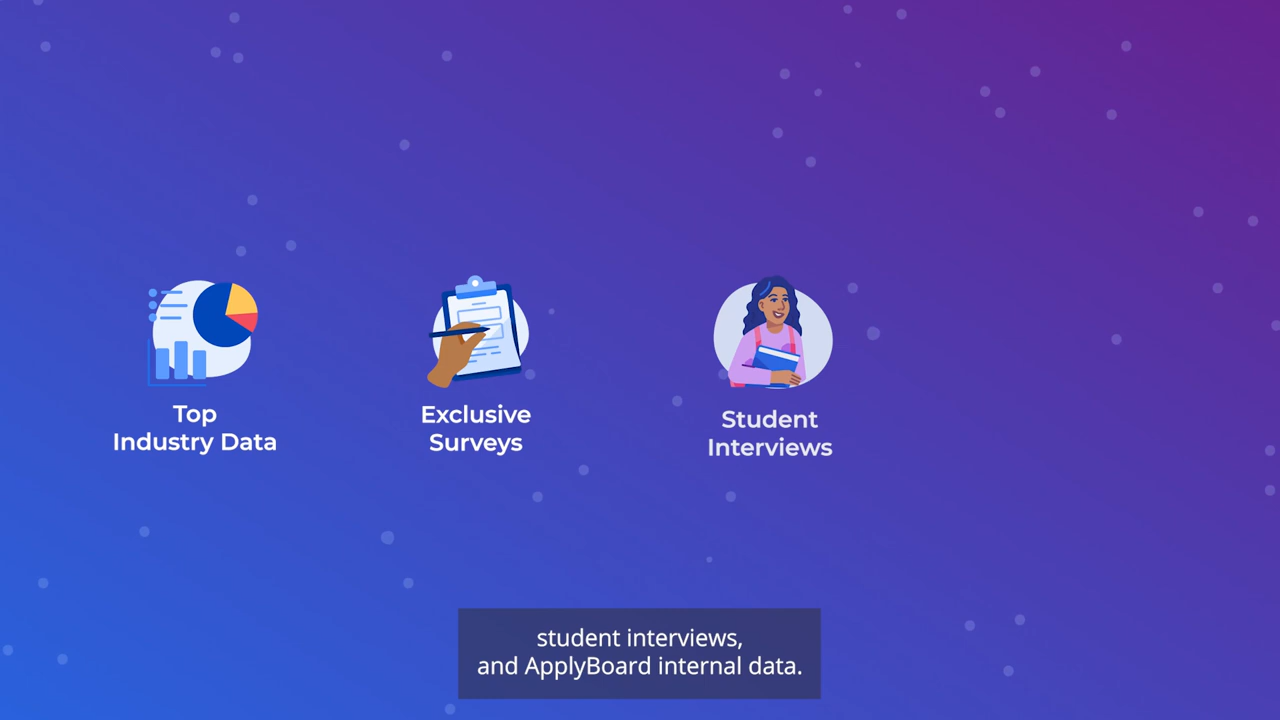 Top
Industry Data
Exclusive
Surveys
Student
Interviews
student interviews,
and ApplyBoard internal data.